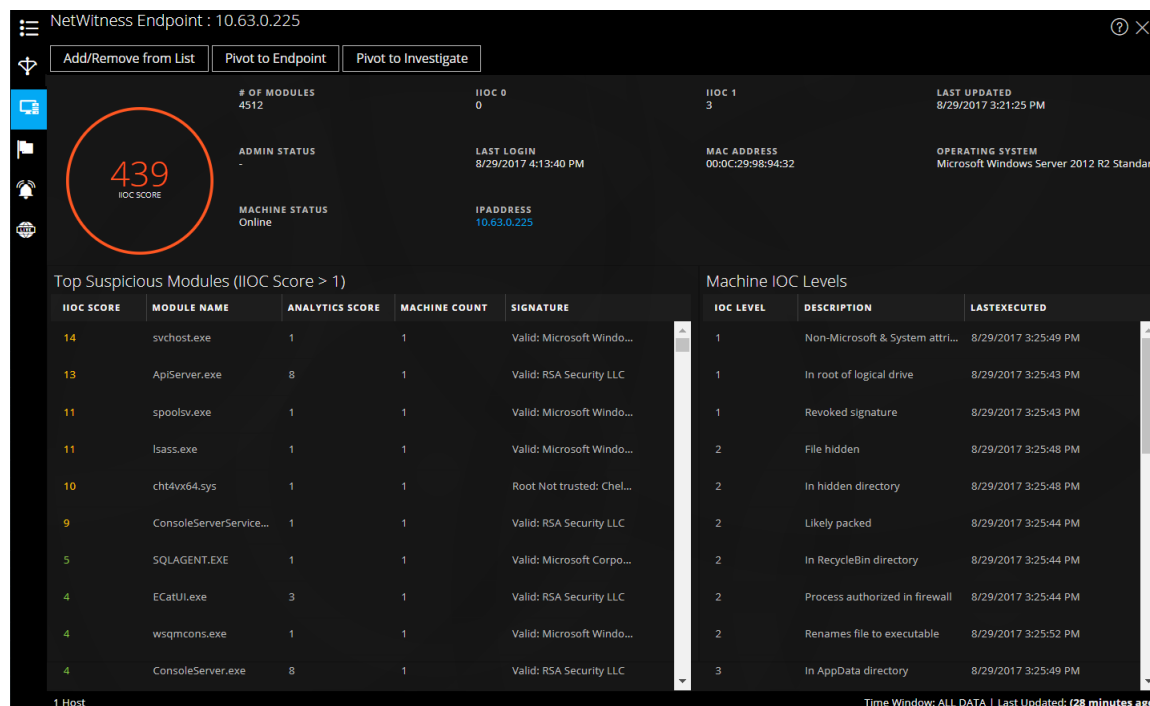 NetWitness Endpoint : 10.63.0.225
Add/Remove from List Pivot to Endpoint Pivot to Investigate
# OF MODULES IIOC 0 IIOC 1 LAST UPDATED
4512 0 3 8/29/2017 3:21:25 PM
ADMIN STATUS LAST LOGIN MAC ADDRESS OPERATING SYSTEM
- 8/29/2017 4:13:40 PM 00:0C:29:98:94:32 Microsoft Windows Server 2012 R2 Standar
439
IIOC SCORE
MACHINE STATUS IPADDRESS
Online 10.63.0.225
Top Suspicious Modules (IIOC Score > 1)
IIOC SCORE MODULE NAME ANALYTICS SCORE MACHINE COUNT SIGNATURE
14 svchost.exe 1 1 Valid: Microsoft Windo...
13 ApiServer.exe 8 1 Valid: RSA Security LLC
11 spoolsv.exe 1 1 Valid: Microsoft Windo...
11 lsass.exe 1 1 Valid: Microsoft Windo...
10 cht4vx64.sys 1 1 Root Not trusted: Chel...
9 ConsoleServerService... 1 1 Valid: RSA Security LLC
5 SQLAGENT.EXE 1 1 Valid: Microsoft Corpo...
4 ECatUI.exe 3 1 Valid: RSA Security LLC
4 wsqmcons.exe 1 1 Valid: Microsoft Windo...
4 ConsoleServer.exe 8 1 Valid: RSA Security LLC
Machine IOC Levels
IOC LEVEL DESCRIPTION LASTEXECUTED
1 Non-Microsoft & System attri... 8/29/2017 3:25:49 PM
1 In root of logical drive 8/29/2017 3:25:43 PM
1 Revoked signature 8/29/2017 3:25:43 PM
2 File hidden 8/29/2017 3:25:48 PM
2 In hidden directory 8/29/2017 3:25:48 PM
2 Likely packed 8/29/2017 3:25:44 PM
2 In RecycleBin directory 8/29/2017 3:25:44 PM
2 Process authorized in firewall 8/29/2017 3:25:44 PM
2 Renames file to executable 8/29/2017 3:25:52 PM
3 In AppData directory 8/29/2017 3:25:49 PM
1 Host Time Window: ALL DATA | Last Updated: (28 minutes ago